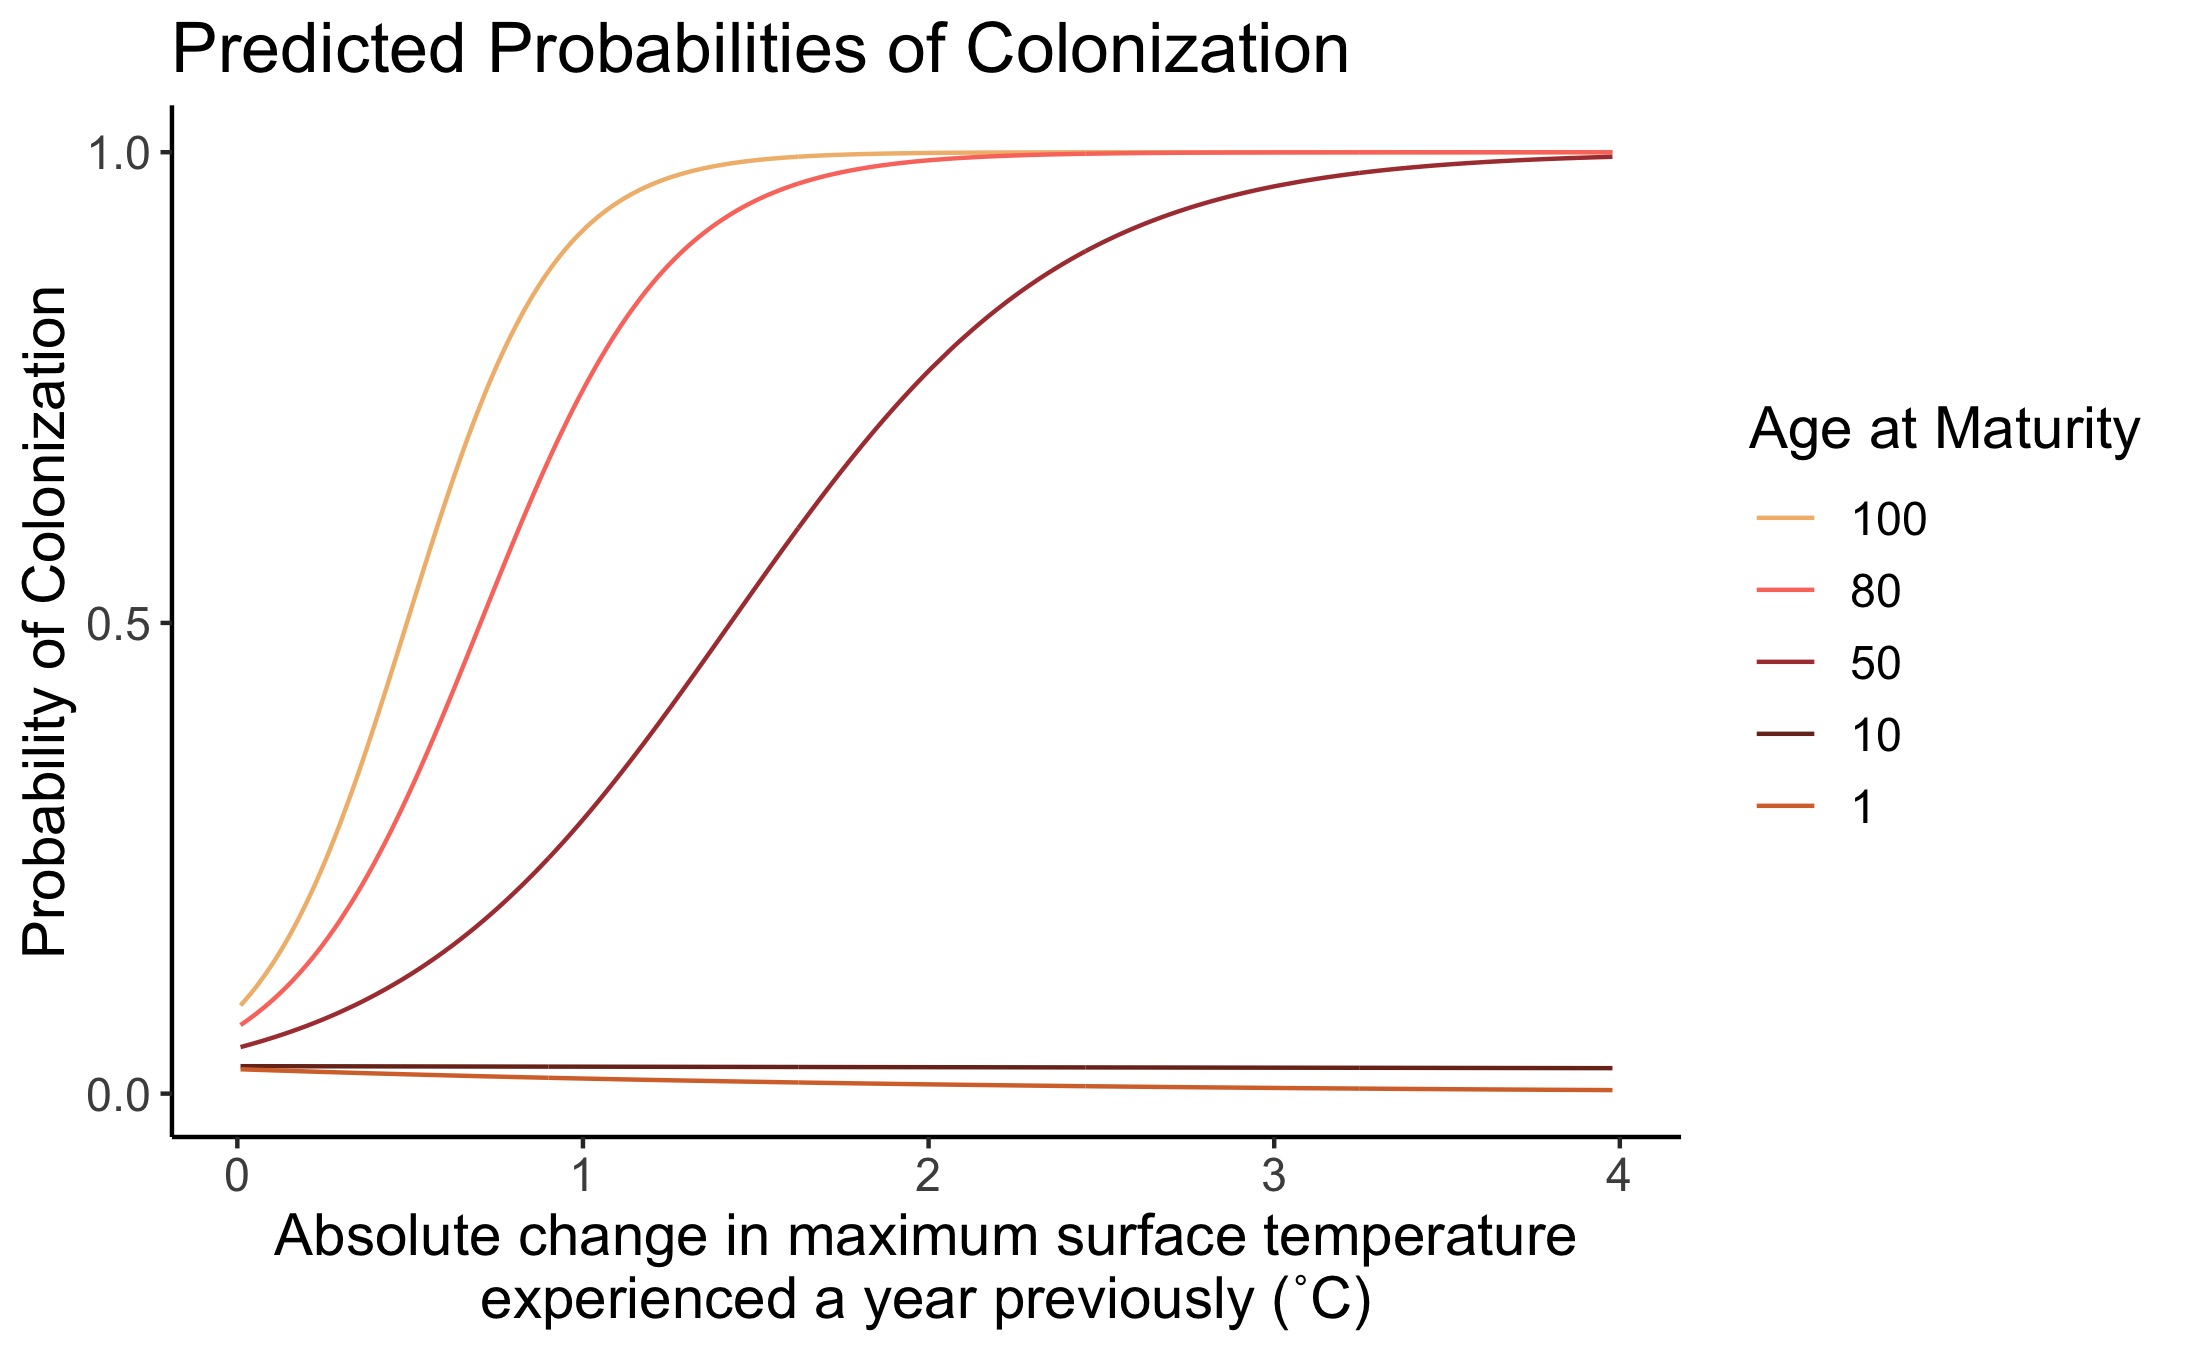 Predicted Probabilities of Colonization
Probability of Colonization
1.0
0.5
0.0
0 1 2 3 4
Absolute change in maximum surface temperature
experienced a year previously (˚C)
Age at Maturity
100
80
50
10
1